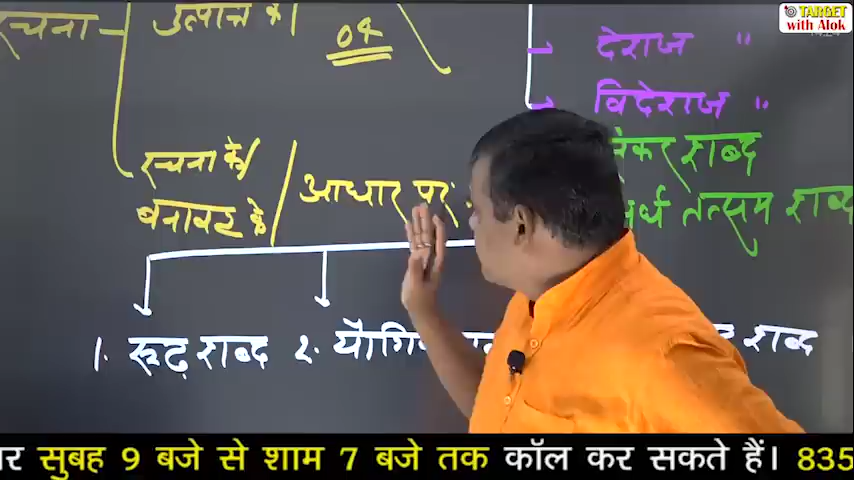 TARGET
with Alok
रचना
उत्पत्ति के
04
देशज "
विदेशज "
संकर शब्द
अर्ध तत्सम शब्द
रचना के /
बनावट के / आधार पर
1. रूढ़ शब्द 2. शब्द
सुबह 9 बजे से शाम 7 बजे तक कॉल कर सकते हैं। 835